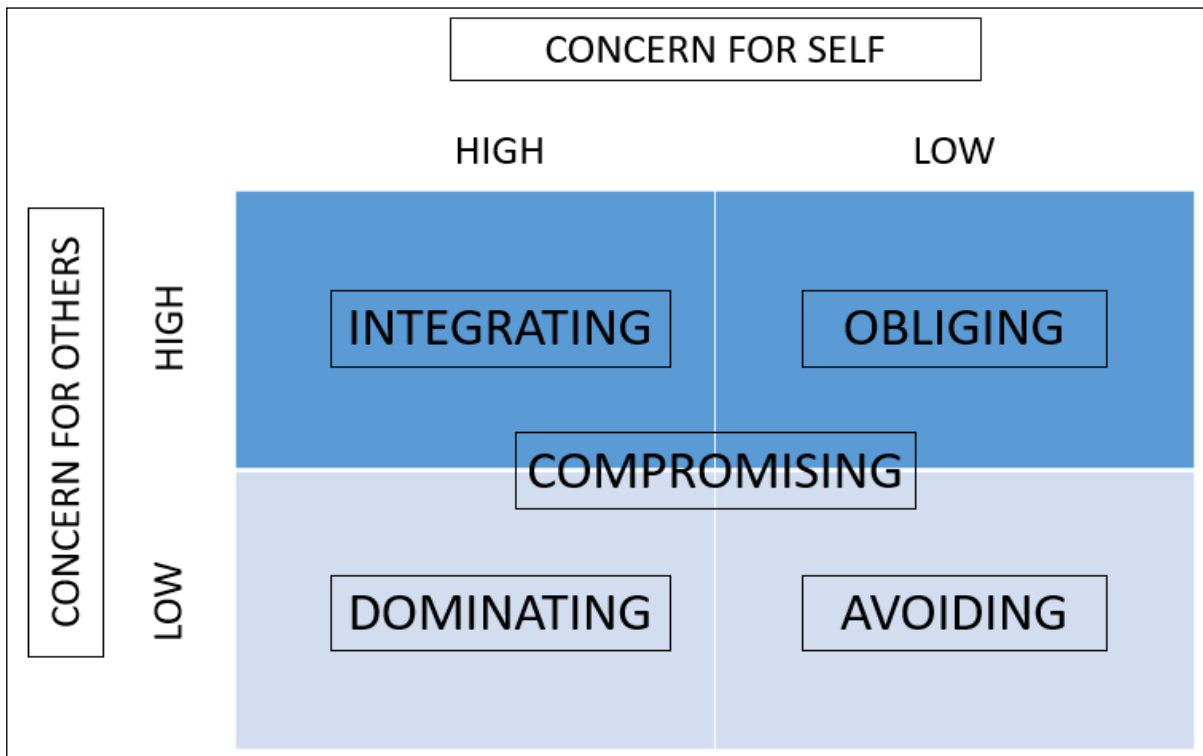 CONCERN FOR SELF
HIGH
LOW
CONCERN FOR OTHERS
HIGH
INTEGRATING
OBLIGING
COMPROMISING
LOW
DOMINATING
AVOIDING